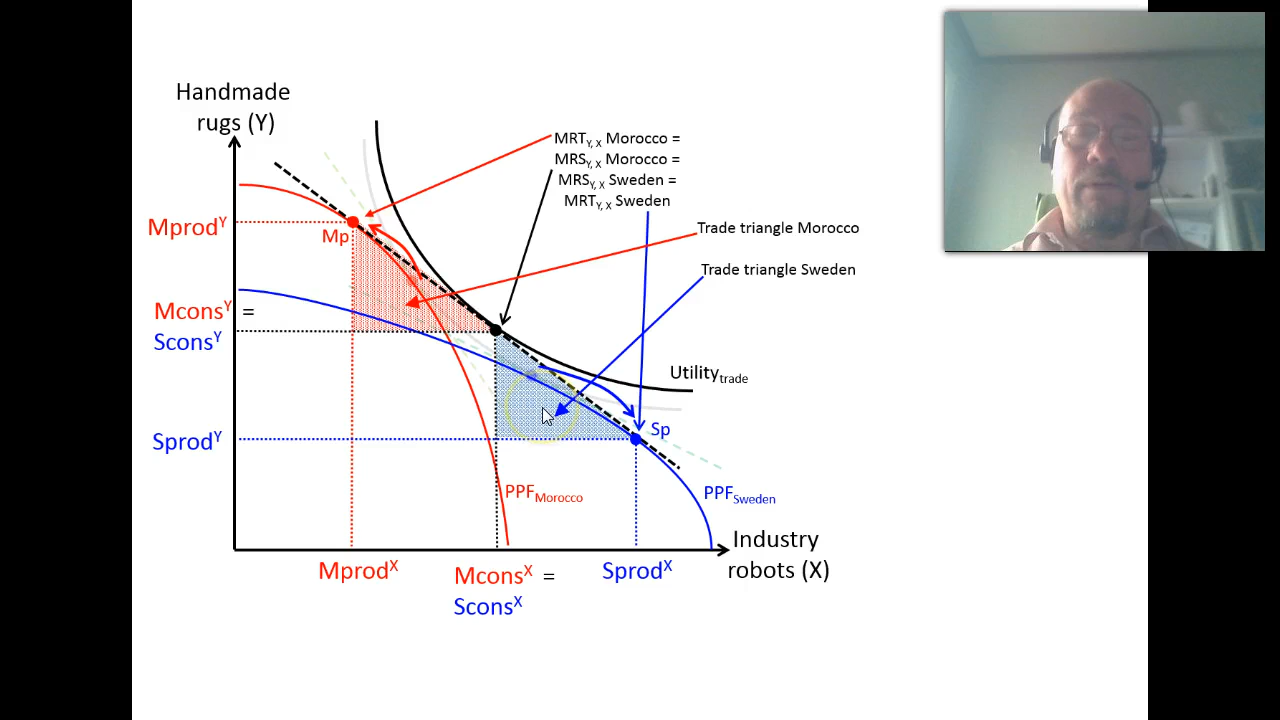 Handmade
rugs (Y)
MRTY, X Morocco =
MRSY, X Morocco =
MRSY, X Sweden =
MRTY, X Sweden
MprodY
Mp
Trade triangle Morocco
Trade triangle Sweden
MconsY =
SconsY
Utilitytrade
SprodY
Sp
PPFMorocco
PPFSweden
Industry
robots (X)
MprodX
MconsX =
SconsX
SprodX